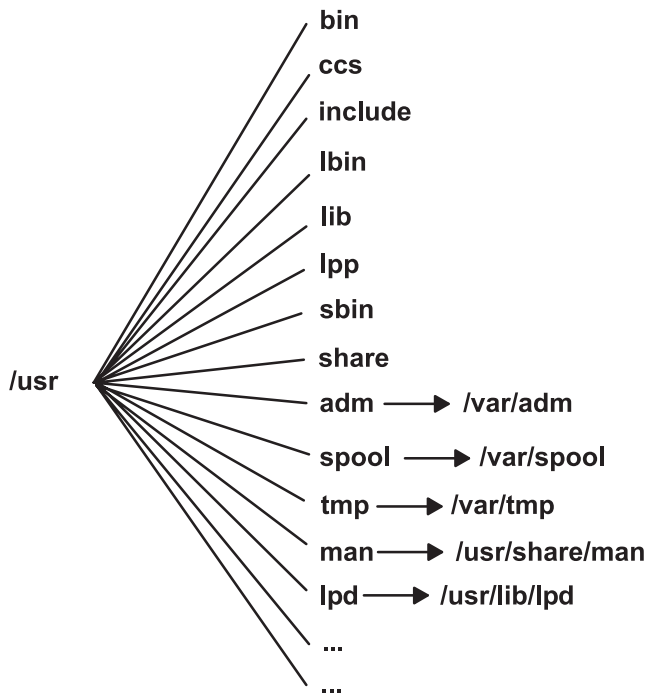 bin
ccs
include
lbin
lib
lpp
sbin
share
/usr
adm /var/adm
spool /var/spool
tmp /var/tmp
man /usr/share/man
lpd /usr/lib/lpd
...
...